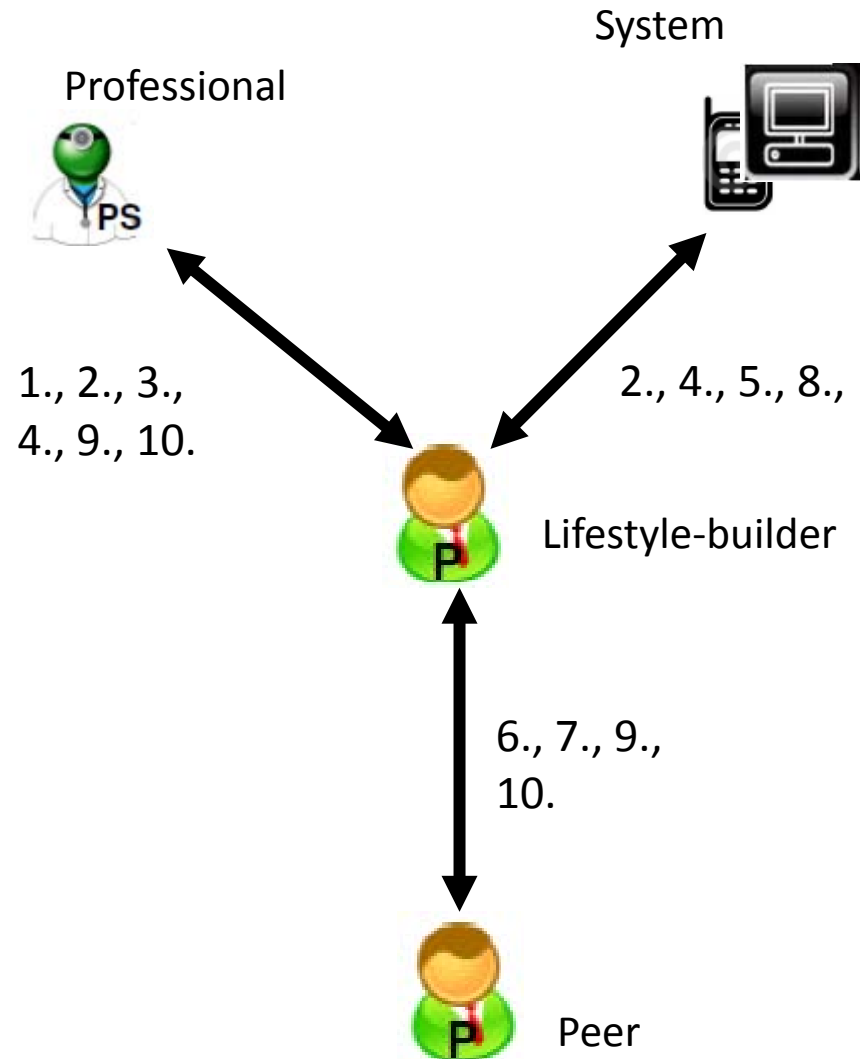 System
Professional
PS
1., 2., 3.,
4., 9., 10.
2., 4., 5., 8.,
P
Lifestyle-builder
6., 7., 9.,
10.
P
Peer